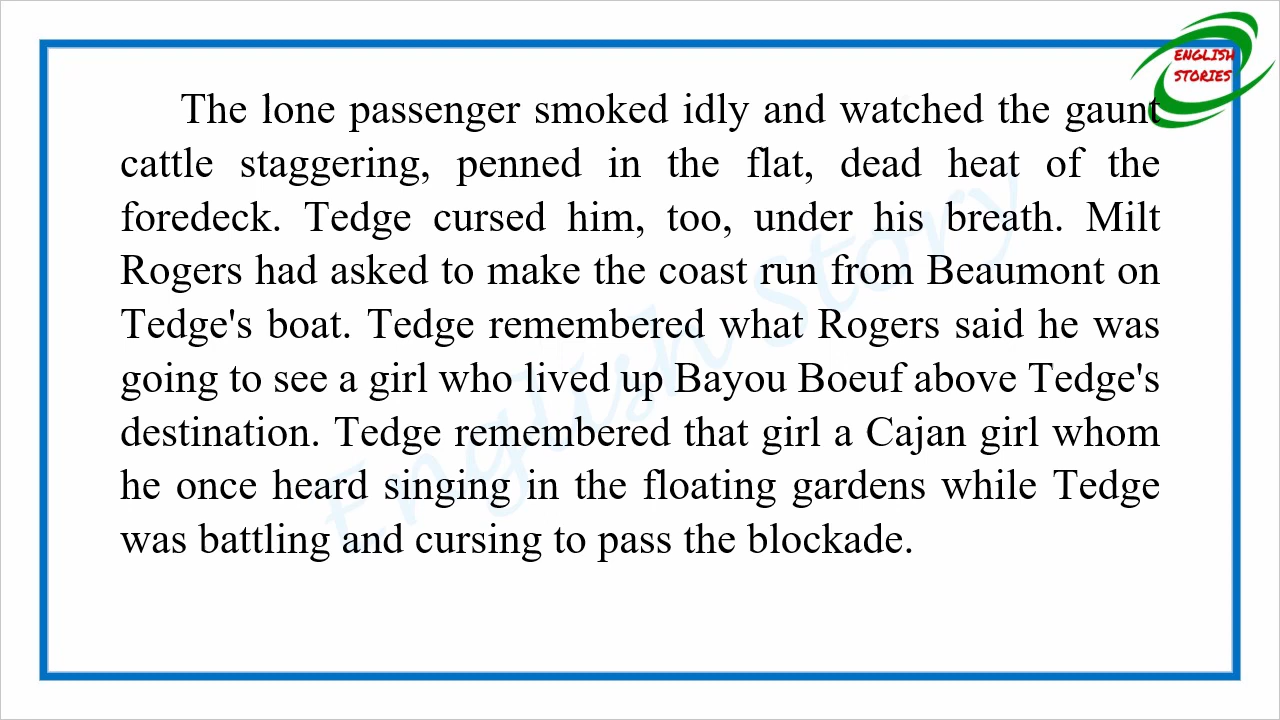 ENGLISH
STORIES
The lone passenger smoked idly and watched the gaunt
cattle staggering, penned in the flat, dead heat of the
foredeck. Tedge cursed him, too, under his breath. Milt
Rogers had asked to make the coast run from Beaumont on
Tedge's boat. Tedge remembered what Rogers said he was
going to see a girl who lived up Bayou Boeuf above Tedge's
destination. Tedge remembered that girl a Cajan girl whom
he once heard singing in the floating gardens while Tedge
was battling and cursing to pass the blockade.
English Story